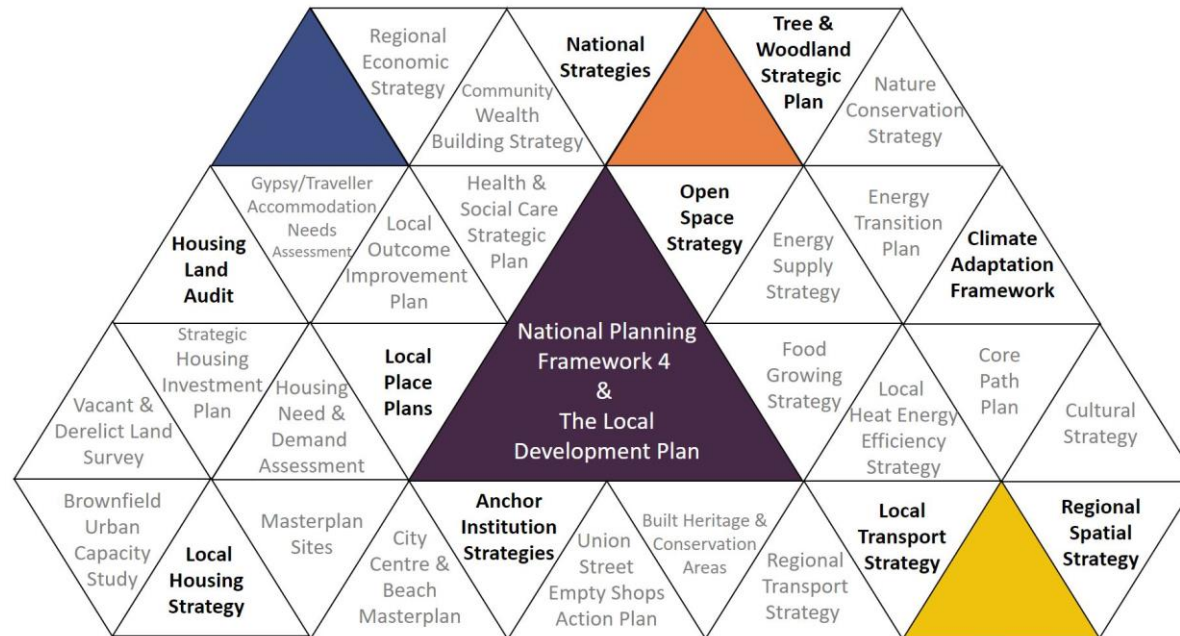 Regional
Economic
Strategy
Community
Wealth
Building Strategy
National
Strategies
Tree &
Woodland
Strategic
Plan
Nature
Conservation
Strategy
Housing
Land
Audit
Gypsy/Traveller
Accommodation
Needs
Assessment
Local
Outcome
Improvement
Plan
Health &
Social Care
Strategic
Plan
Open
Space
Strategy
Energy
Supply
Strategy
Energy
Transition
Plan
Climate
Adaptation
Framework
Vacant &
Derelict Land
Survey
Strategic
Housing
Investment
Plan
Housing
Need &
Demand
Assessment
Local
Place
Plans
National Planning
Framework 4
&
The Local
Development Plan
Food
Growing
Strategy
Local
Heat Energy
Efficiency
Strategy
Core
Path
Plan
Cultural
Strategy
Brownfield
Urban
Capacity
Study
Local
Housing
Strategy
Masterplan
Sites
City
Centre &
Beach
Masterplan
Anchor
Institution
Strategies
Union
Street
Empty Shops
Action Plan
Built Heritage &
Conservation
Areas
Regional
Transport
Strategy
Local
Transport
Strategy
Regional
Spatial
Strategy